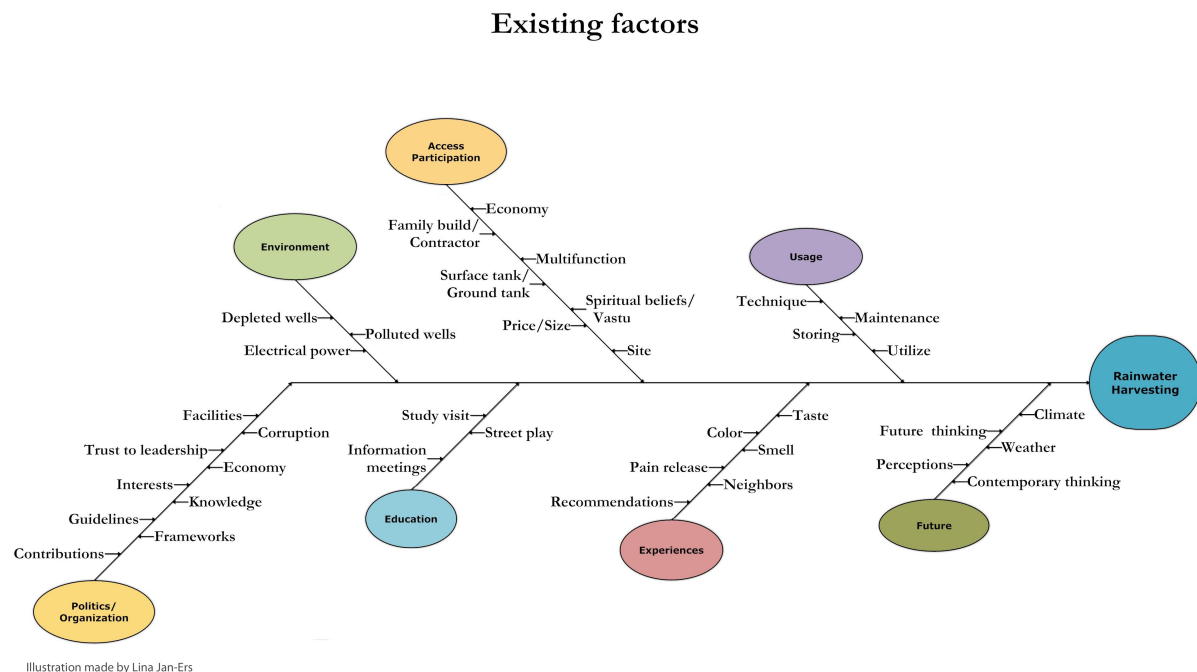 Existing factors
Access
Participation
Economy
Family build/
Contractor
Multifunction
Surface tank/
Ground tank
Spiritual beliefs/
Vastu
Price/Size
Site
Environment
Depleted wells
Polluted wells
Electrical power
Usage
Technique
Maintenance
Storing
Utilize
Rainwater
Harvesting
Facilities
Corruption
Trust to leadership
Economy
Interests
Knowledge
Guidelines
Frameworks
Contributions
Politics/
Organization
Study visit
Street play
Information
meetings
Education
Taste
Color
Smell
Pain release
Neighbors
Recommendations
Experiences
Climate
Future thinking
Weather
Perceptions
Contemporary thinking
Future
Illustration made by Lina Jan-Ers